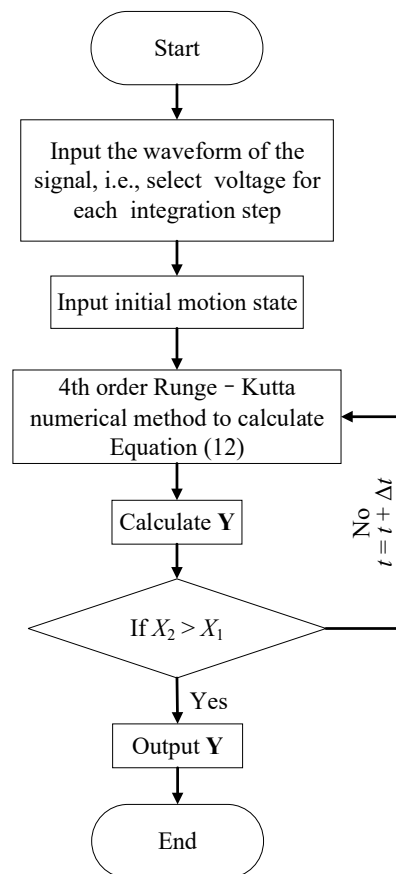 Start
Input the waveform of the
signal, i.e., select voltage for
each integration step
Input initial motion state
4th order Runge – Kutta
numerical method to calculate
Equation (12)
Calculate Y
No
t = t + Δt
If X₂ > X₁
Yes
Output Y
End